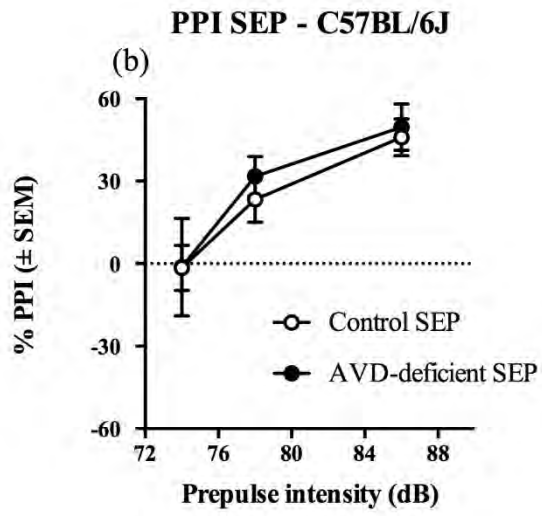 PPI SEP - C57BL/6J
(b)
60
30
0
-30
-60
% PPI (± SEM)
Control SEP
AVD-deficient SEP
72 76 80 84 88
Prepulse intensity (dB)